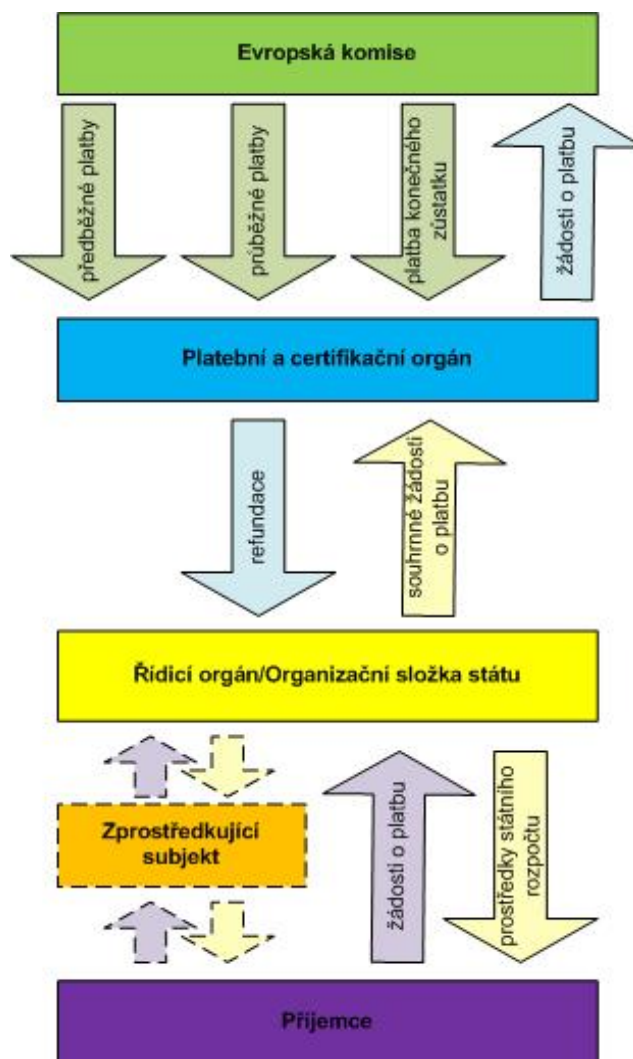 Evropská komise
předběžné platby
průběžné platby
platba konečného
zůstatku
žádosti o platbu
Platební a certifikační orgán
refundace
souhrnné žádosti
o platbu
Řídicí orgán/Organizační složka státu
Zprostředkující
subjekt
žádosti o platbu
prostředky státního
rozpočtu
Příjemce